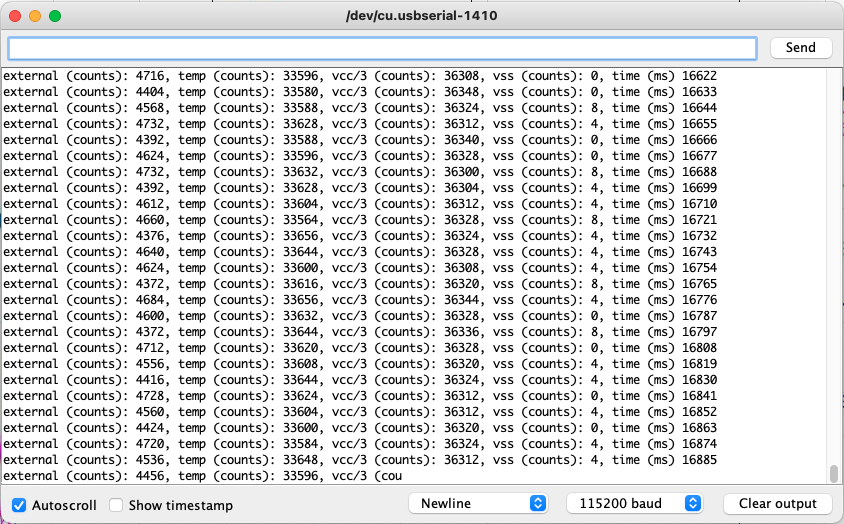 /dev/cu.usbserial-1410
Send
external (counts): 4716, temp (counts): 33596, vcc/3 (counts): 36308, vss (counts): 0, time (ms) 16622
external (counts): 4404, temp (counts): 33580, vcc/3 (counts): 36348, vss (counts): 0, time (ms) 16633
external (counts): 4568, temp (counts): 33588, vcc/3 (counts): 36324, vss (counts): 8, time (ms) 16644
external (counts): 4732, temp (counts): 33628, vcc/3 (counts): 36312, vss (counts): 4, time (ms) 16655
external (counts): 4392, temp (counts): 33588, vcc/3 (counts): 36340, vss (counts): 0, time (ms) 16666
external (counts): 4624, temp (counts): 33596, vcc/3 (counts): 36328, vss (counts): 0, time (ms) 16677
external (counts): 4732, temp (counts): 33632, vcc/3 (counts): 36300, vss (counts): 8, time (ms) 16688
external (counts): 4392, temp (counts): 33628, vcc/3 (counts): 36304, vss (counts): 4, time (ms) 16699
external (counts): 4612, temp (counts): 33604, vcc/3 (counts): 36312, vss (counts): 4, time (ms) 16710
external (counts): 4660, temp (counts): 33564, vcc/3 (counts): 36328, vss (counts): 8, time (ms) 16721
external (counts): 4376, temp (counts): 33656, vcc/3 (counts): 36324, vss (counts): 4, time (ms) 16732
external (counts): 4640, temp (counts): 33644, vcc/3 (counts): 36328, vss (counts): 4, time (ms) 16743
external (counts): 4624, temp (counts): 33600, vcc/3 (counts): 36308, vss (counts): 4, time (ms) 16754
external (counts): 4372, temp (counts): 33616, vcc/3 (counts): 36320, vss (counts): 8, time (ms) 16765
external (counts): 4684, temp (counts): 33656, vcc/3 (counts): 36344, vss (counts): 4, time (ms) 16776
external (counts): 4600, temp (counts): 33632, vcc/3 (counts): 36328, vss (counts): 0, time (ms) 16787
external (counts): 4372, temp (counts): 33644, vcc/3 (counts): 36336, vss (counts): 8, time (ms) 16797
external (counts): 4712, temp (counts): 33620, vcc/3 (counts): 36328, vss (counts): 0, time (ms) 16808
external (counts): 4556, temp (counts): 33608, vcc/3 (counts): 36320, vss (counts): 4, time (ms) 16819
external (counts): 4416, temp (counts): 33644, vcc/3 (counts): 36324, vss (counts): 4, time (ms) 16830
external (counts): 4728, temp (counts): 33624, vcc/3 (counts): 36312, vss (counts): 0, time (ms) 16841
external (counts): 4560, temp (counts): 33604, vcc/3 (counts): 36312, vss (counts): 4, time (ms) 16852
external (counts): 4424, temp (counts): 33600, vcc/3 (counts): 36320, vss (counts): 0, time (ms) 16863
external (counts): 4720, temp (counts): 33584, vcc/3 (counts): 36324, vss (counts): 4, time (ms) 16874
external (counts): 4536, temp (counts): 33648, vcc/3 (counts): 36312, vss (counts): 4, time (ms) 16885
external (counts): 4456, temp (counts): 33596, vcc/3 (cou
Autoscroll Show timestamp Newline 115200 baud Clear output